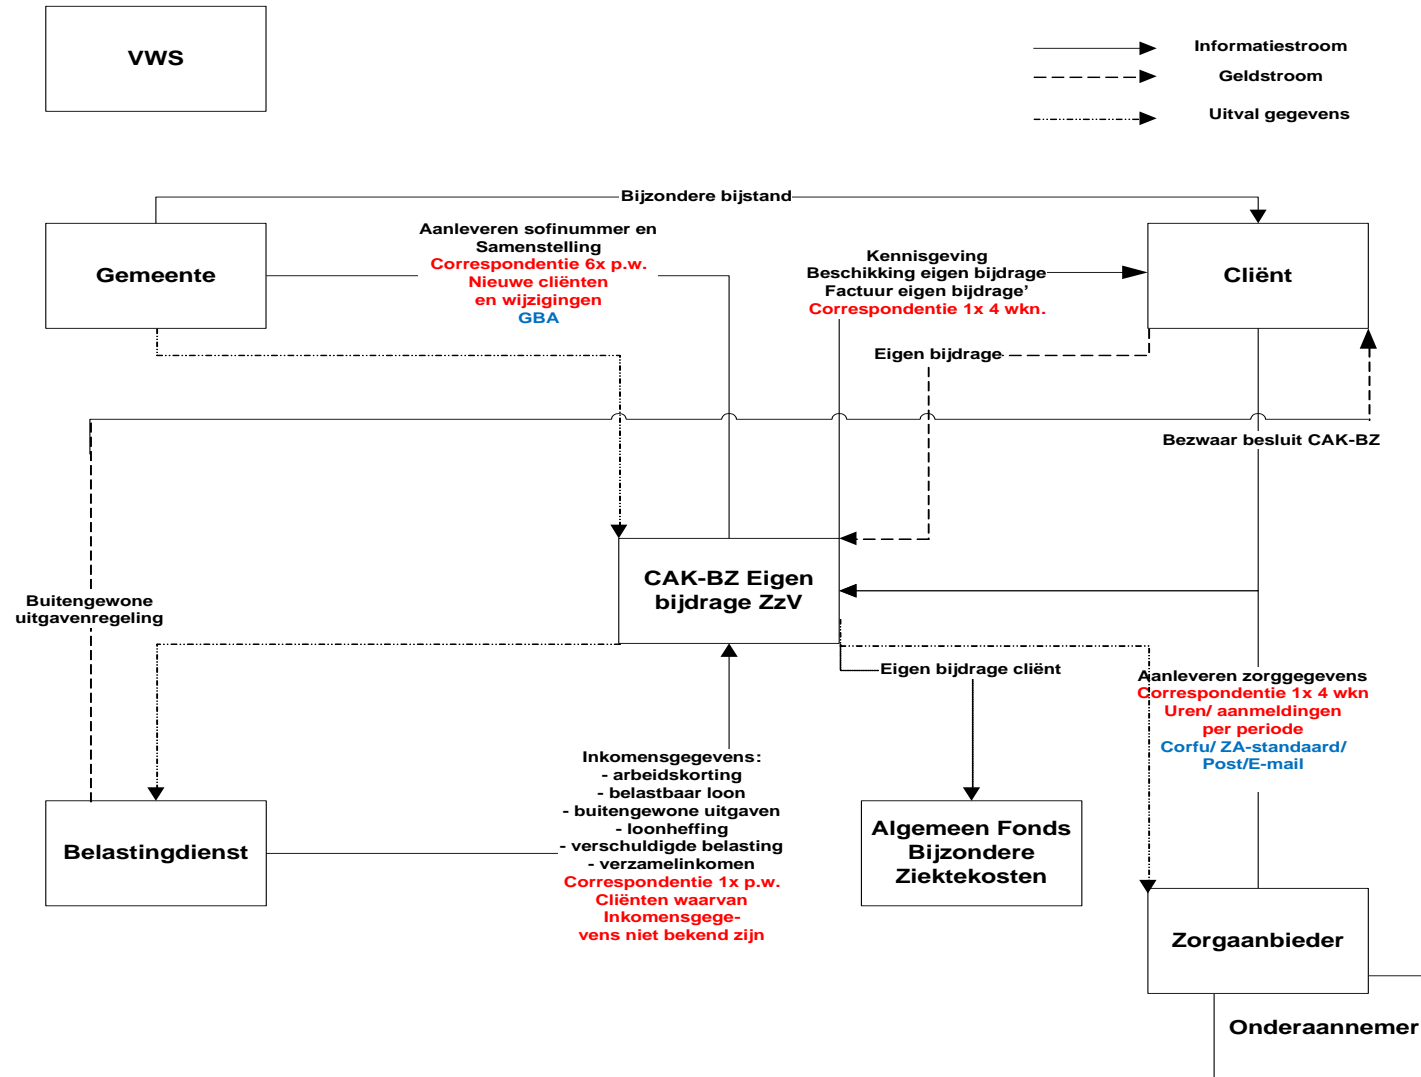 VWS
Informatiestroom
Geldstroom
Uitval gegevens
Bijzondere bijstand
Gemeente
Aanleveren sofinummer en
Samenstelling
Correspondentie 6x p.w.
Nieuwe cliënten
en wijzigingen
GBA
Kennisgeving
Beschikking eigen bijdrage
Factuur eigen bijdrage’
Correspondentie 1x 4 wkn.
Cliënt
Eigen bijdrage
Bezwaar besluit CAK-BZ
CAK-BZ Eigen
bijdrage ZzV
Buitengewone
uitgavenregeling
Eigen bijdrage cliënt
Aanleveren zorggegevens
Correspondentie 1x 4 wkn
Uren/ aanmeldingen
per periode
Corfu/ ZA-standaard/
Post/E-mail
Inkomensgegevens:
- arbeidskorting
- belastbaar loon
- buitengewone uitgaven
- loonheffing
- verschuldigde belasting
- verzamelinkomen
Correspondentie 1x p.w.
Cliënten waarvan
Inkomensgege-
vens niet bekend zijn
Belastingdienst
Algemeen Fonds
Bijzondere
Ziektekosten
Zorgaanbieder
Onderaannemer